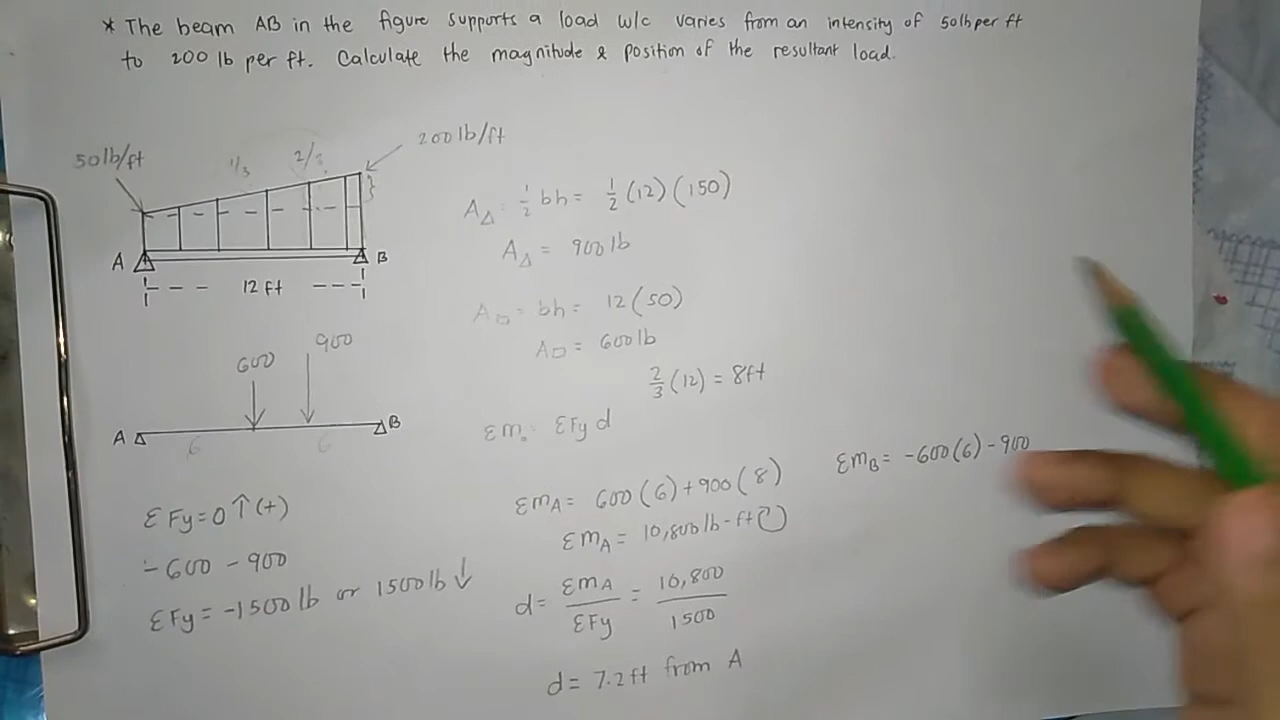 * The beam AB in the figure supports a load w/c varies from an intensity of 50lb per ft
to 200 lb per ft. Calculate the magnitude & position of the resultant load.
50lb/ft
1/3
2/3
200 lb/ft
A
B
12 ft
A△ = 1/2 bh = 1/2 (12)(150)
A△ = 900 lb
A□ = bh = 12(50)
A□ = 600 lb
2/3 (12) = 8ft
600
900
A
B
6
6
Σm = ΣFy d
ΣFy = 0 ↑(+)
-600 - 900
ΣFy = -1500 lb or 1500 lb ↓
ΣmA = 600(6) + 900(8)
ΣmA = 10,800 lb-ft ↻
d = ΣmA / ΣFy = 10,800 / 1500
d = 7.2 ft from A
ΣmB = -600(6) - 900